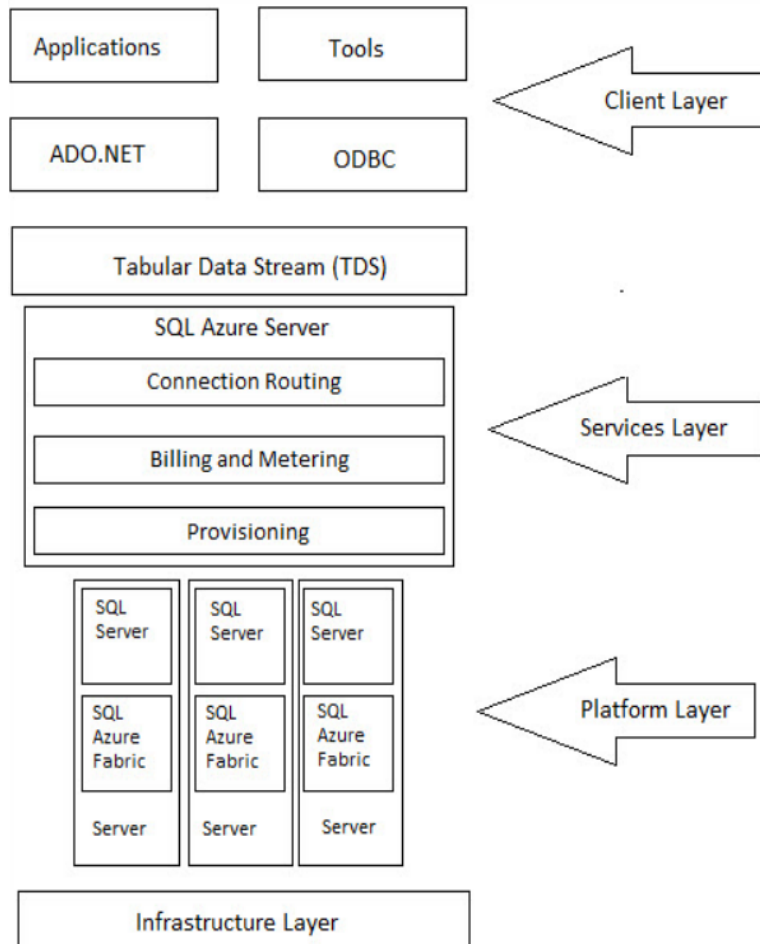 Applications
Tools
Client Layer
ADO.NET
ODBC
Tabular Data Stream (TDS)
SQL Azure Server
Connection Routing
Services Layer
Billing and Metering
Provisioning
SQL
Server
SQL
Server
SQL
Server
SQL
Azure
Fabric
SQL
Azure
Fabric
SQL
Azure
Fabric
Platform Layer
Server
Server
Server
Infrastructure Layer